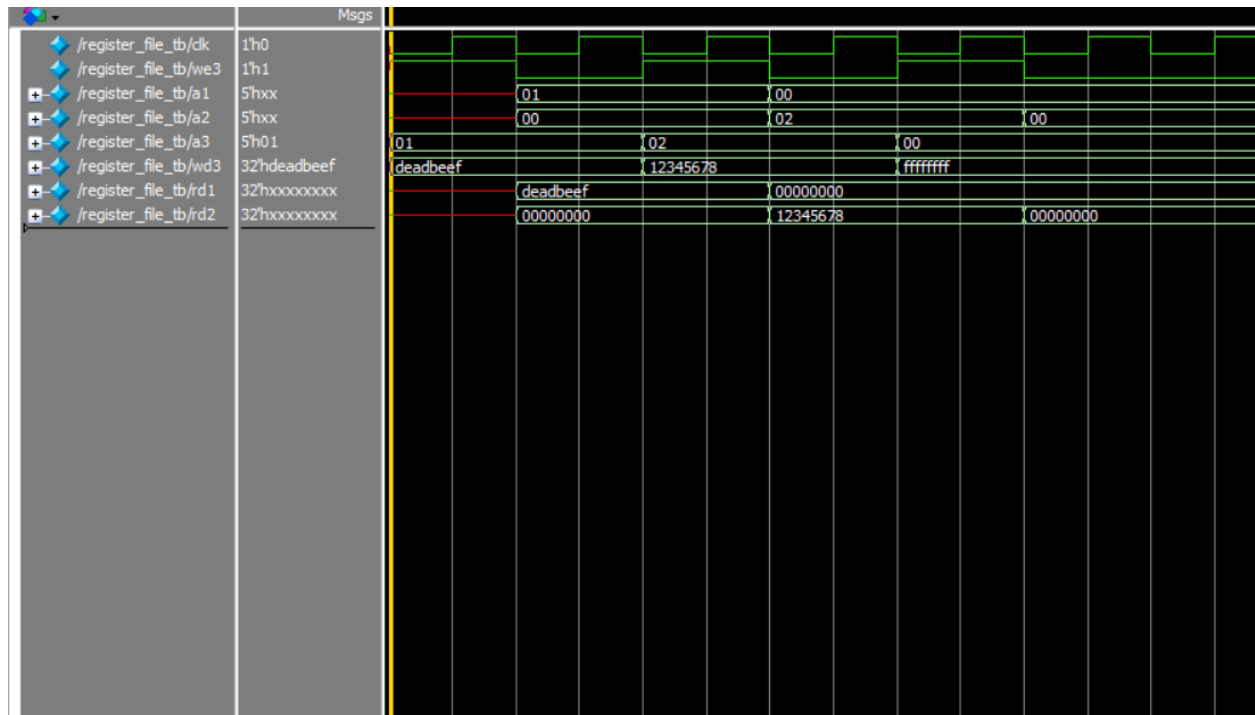 Msgs
/register_file_tb/clk 1'h0
/register_file_tb/we3 1'h1
/register_file_tb/a1 5'hxx 01 00
/register_file_tb/a2 5'hxx 00 02 00
/register_file_tb/a3 5'h01 01 02 00
/register_file_tb/wd3 32'hdeadbeef deadbeef 12345678 ffffffff
/register_file_tb/rd1 32'hxxxxxxxx deadbeef 00000000
/register_file_tb/rd2 32'hxxxxxxxx 00000000 12345678 00000000